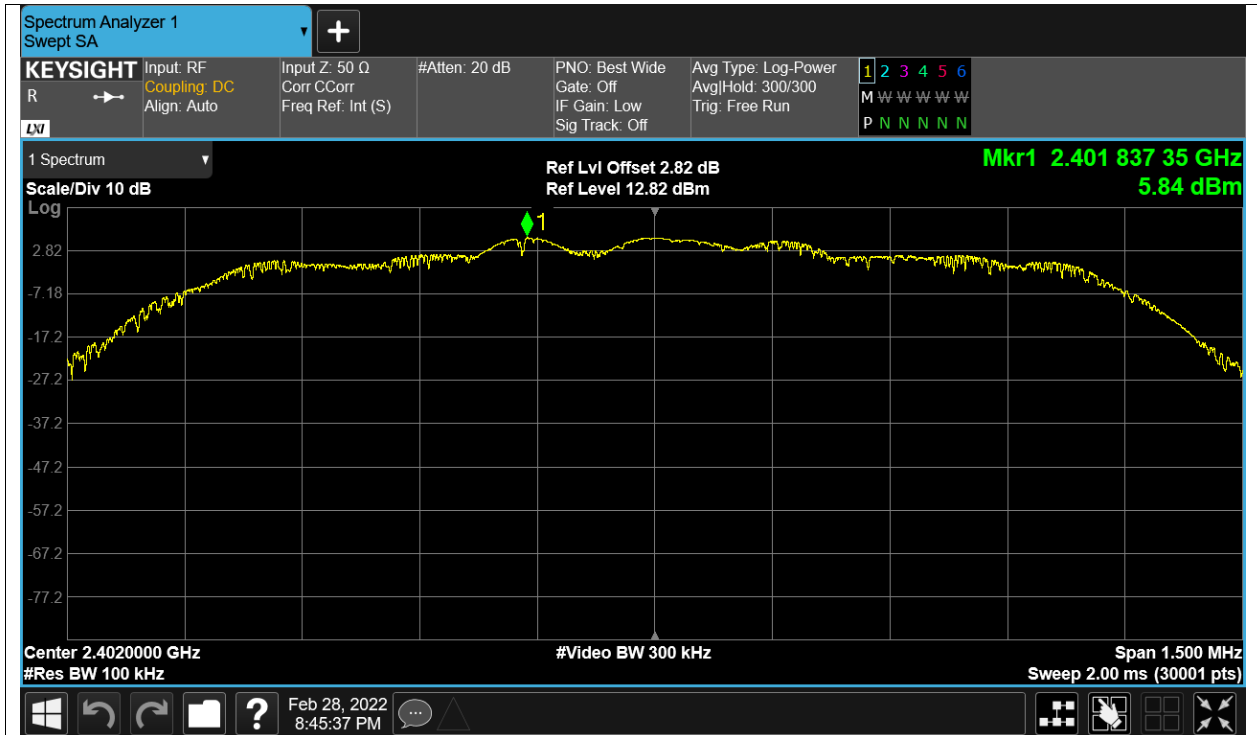 Spectrum Analyzer 1
Swept SA
▼
+
KEYSIGHT
R
LXI
Input: RF
Coupling: DC
Align: Auto
Input Z: 50 Ω
Corr CCorr
Freq Ref: Int (S)
#Atten: 20 dB
PNO: Best Wide
Gate: Off
IF Gain: Low
Sig Track: Off
Avg Type: Log-Power
Avg|Hold: 300/300
Trig: Free Run
1 2 3 4 5 6
M W W W W W
P N N N N N
1 Spectrum ▼
Scale/Div 10 dB
Log
Ref Lvl Offset 2.82 dB
Ref Level 12.82 dBm
Mkr1 2.401 837 35 GHz
5.84 dBm
1
2.82
-7.18
-17.2
-27.2
-37.2
-47.2
-57.2
-67.2
-77.2
Center 2.4020000 GHz
#Res BW 100 kHz
#Video BW 300 kHz
Span 1.500 MHz
Sweep 2.00 ms (30001 pts)
?
Feb 28, 2022
8:45:37 PM